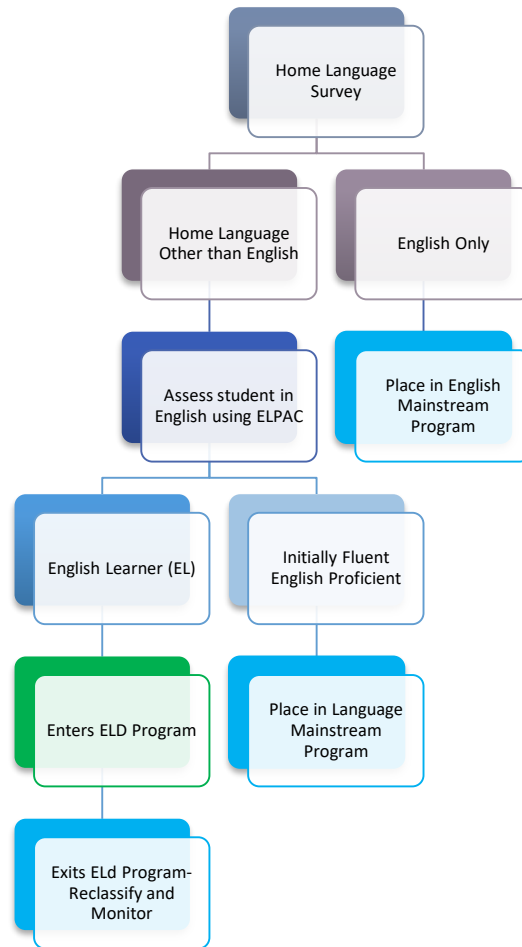 Home Language
Survey
Home Language
Other than English
English Only
Assess student in
English using ELPAC
Place in English
Mainstream
Program
English Learner (EL)
Initially Fluent
English Proficient
Enters ELD Program
Place in Language
Mainstream
Program
Exits ELd Program-
Reclassify and
Monitor